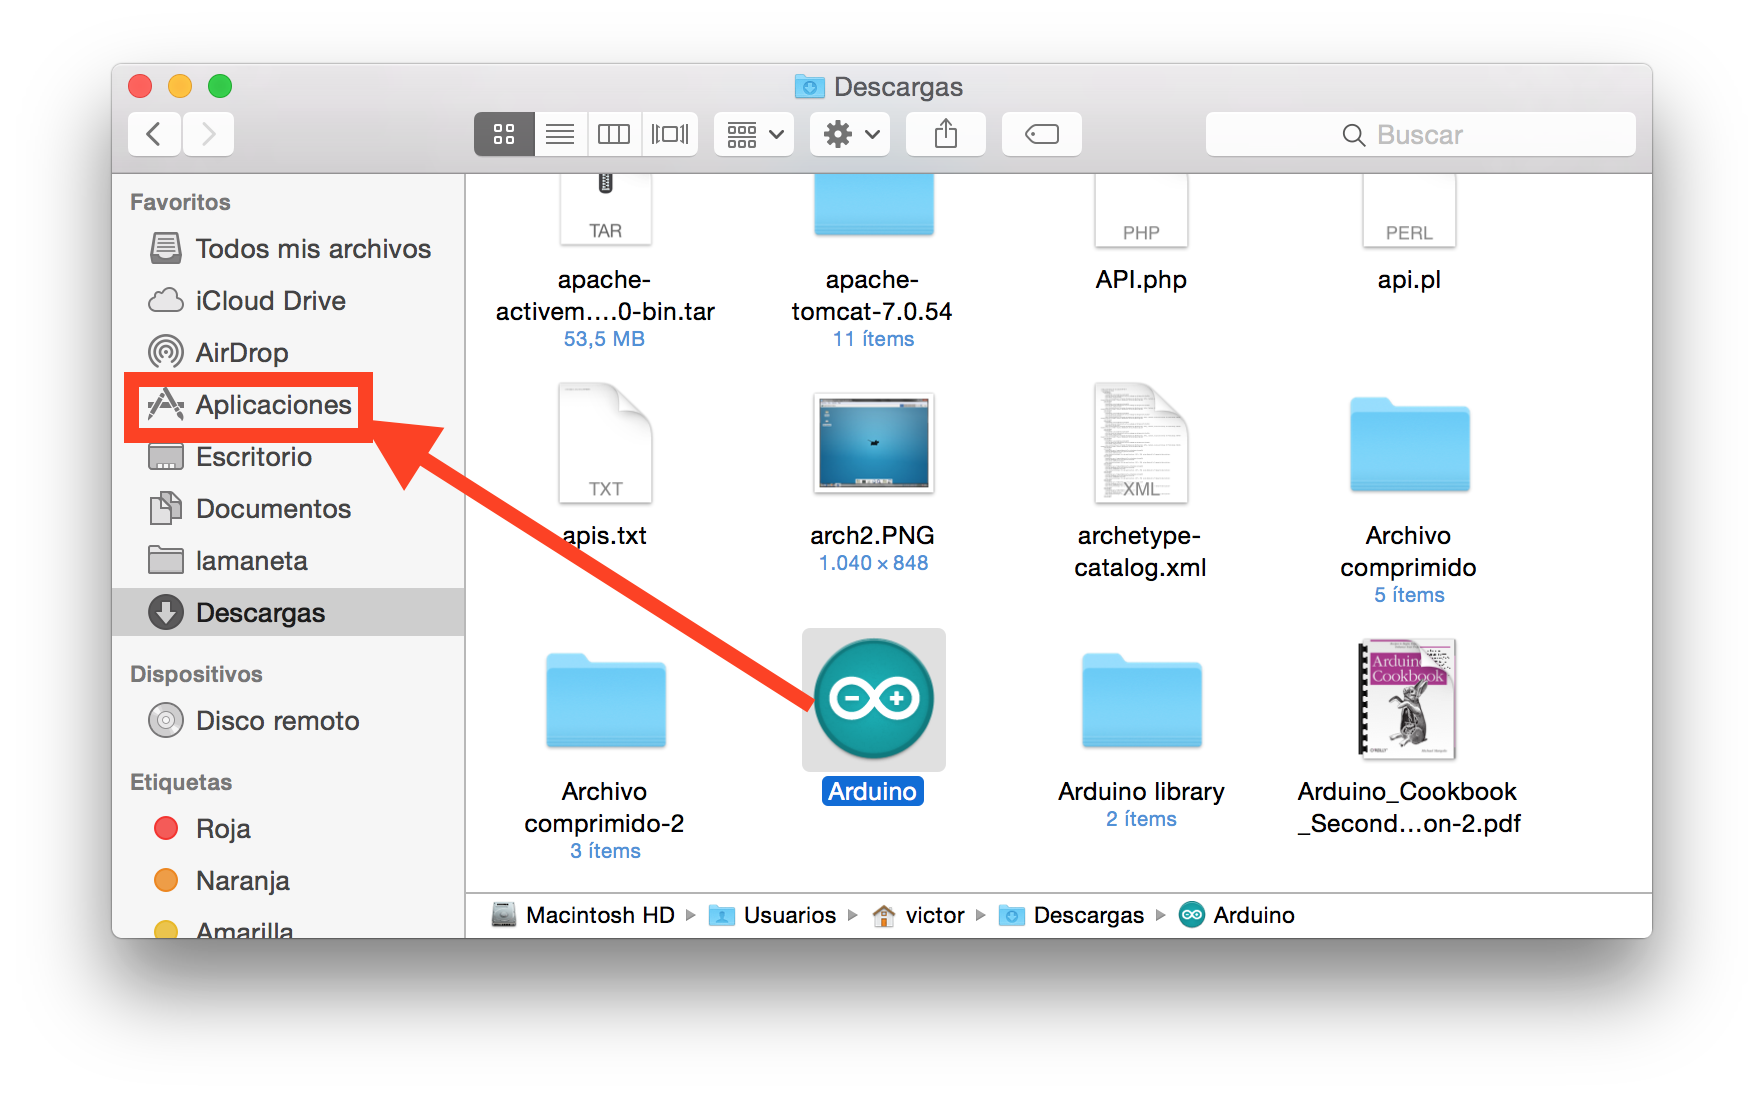 Descargas
Buscar
Favoritos
Todos mis archivos
iCloud Drive
AirDrop
Aplicaciones
Escritorio
Documentos
lamaneta
Descargas
Dispositivos
Disco remoto
Etiquetas
Roja
Naranja
Amarilla
TAR
PHP
PERL
apache-
activem....0-bin.tar
53,5 MB
apache-
tomcat-7.0.54
11 ítems
API.php
api.pl
TXT
XML
apis.txt
arch2.PNG
1.040 × 848
archetype-
catalog.xml
Archivo
comprimido
5 ítems
Arduino
Cookbook
O'REILLY
Archivo
comprimido-2
3 ítems
Arduino
Arduino library
2 ítems
Arduino_Cookbook
_Second...on-2.pdf
Macintosh HD
Usuarios
victor
Descargas
Arduino